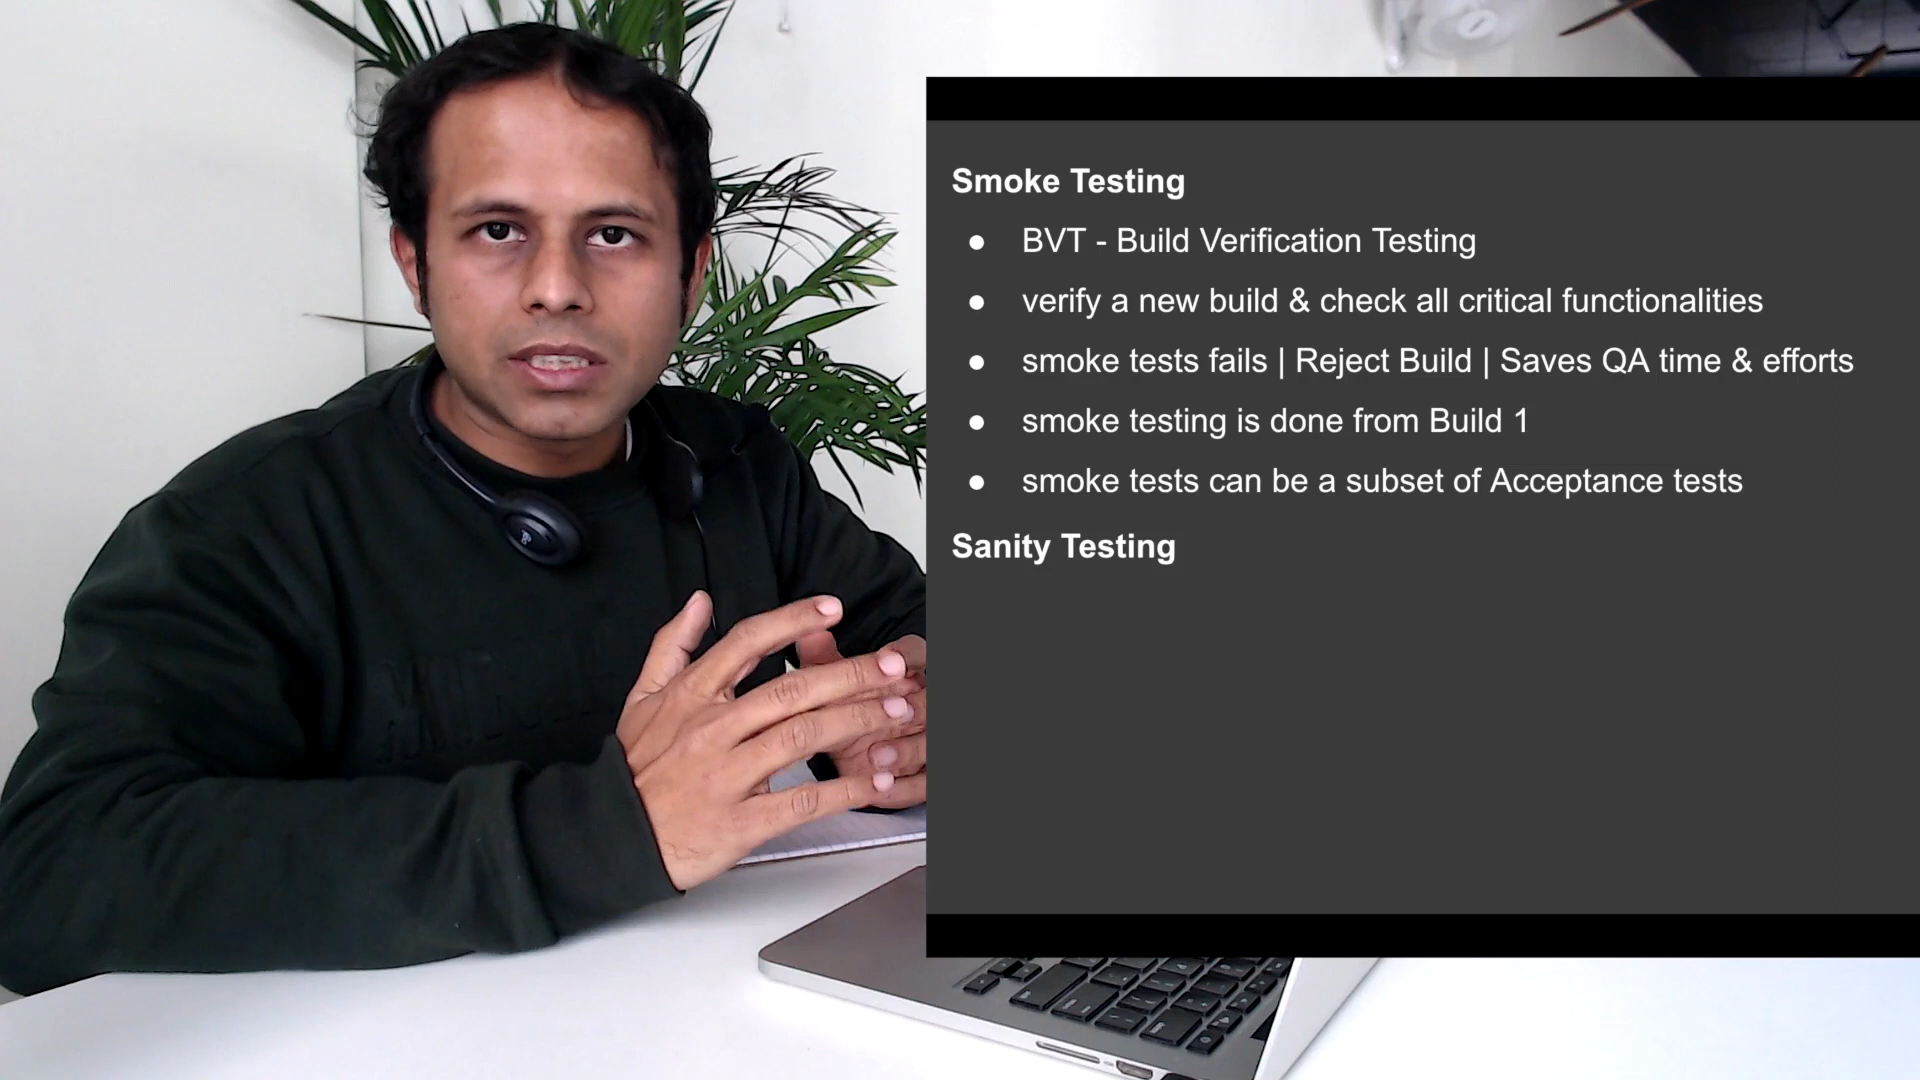 Smoke Testing
● BVT - Build Verification Testing
● verify a new build & check all critical functionalities
● smoke tests fails | Reject Build | Saves QA time & efforts
● smoke testing is done from Build 1
● smoke tests can be a subset of Acceptance tests
Sanity Testing